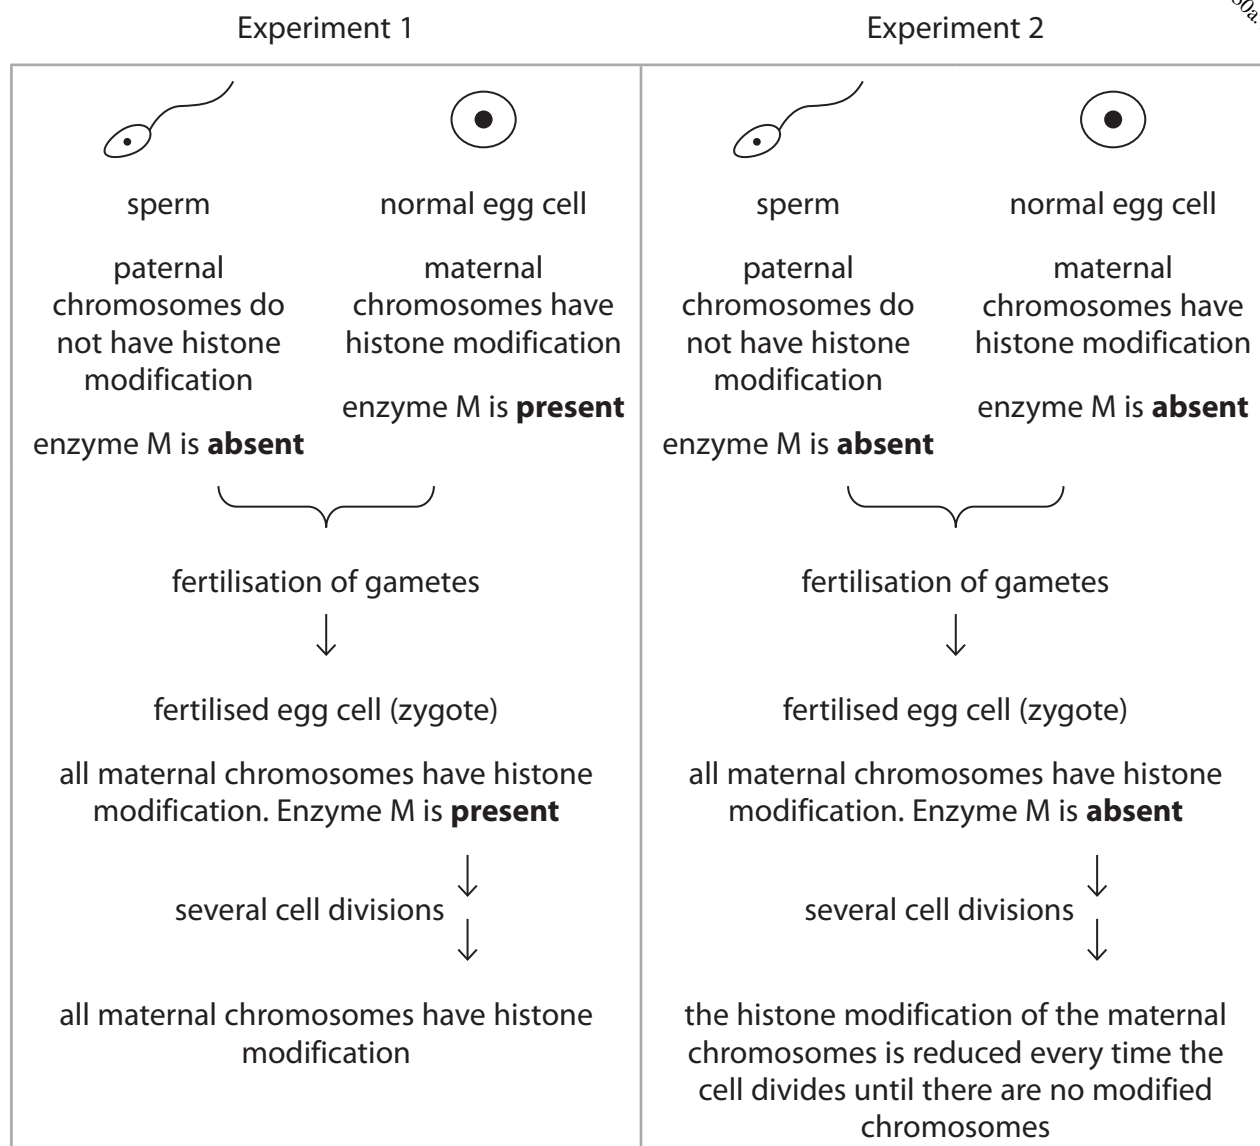 Experiment 1
Experiment 2
sperm
normal egg cell
paternal
chromosomes do
not have histone
modification
maternal
chromosomes have
histone modification
enzyme M is present
enzyme M is absent
fertilisation of gametes
fertilised egg cell (zygote)
all maternal chromosomes have histone
modification. Enzyme M is present
several cell divisions
all maternal chromosomes have histone
modification
sperm
normal egg cell
paternal
chromosomes do
not have histone
modification
maternal
chromosomes have
histone modification
enzyme M is absent
enzyme M is absent
fertilisation of gametes
fertilised egg cell (zygote)
all maternal chromosomes have histone
modification. Enzyme M is absent
several cell divisions
the histone modification of the maternal
chromosomes is reduced every time the
cell divides until there are no modified
chromosomes